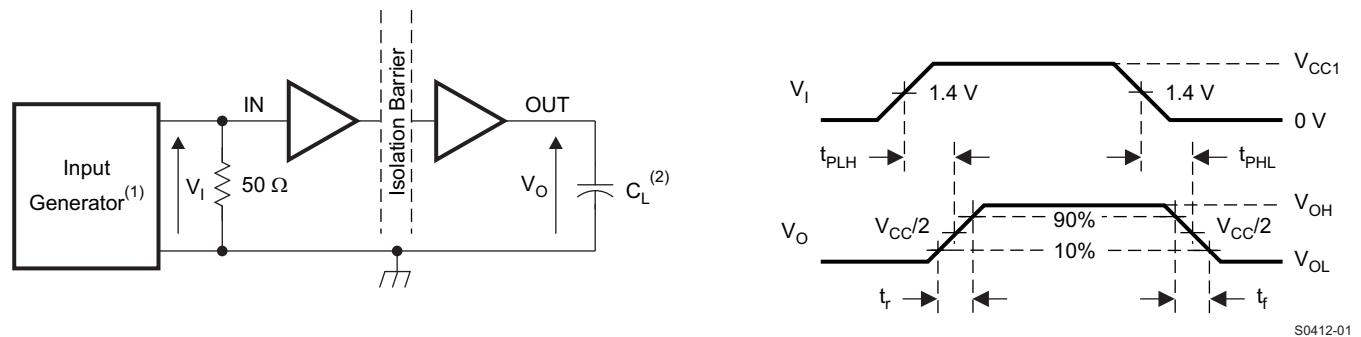 Input
Generator(1)
VI
50 Ω
IN
Isolation Barrier
OUT
VO
CL(2)
VI
1.4 V
1.4 V
VCC1
0 V
tPLH
tPHL
VO
VCC/2
90%
10%
VCC/2
VOH
VOL
tr
tf
S0412-01